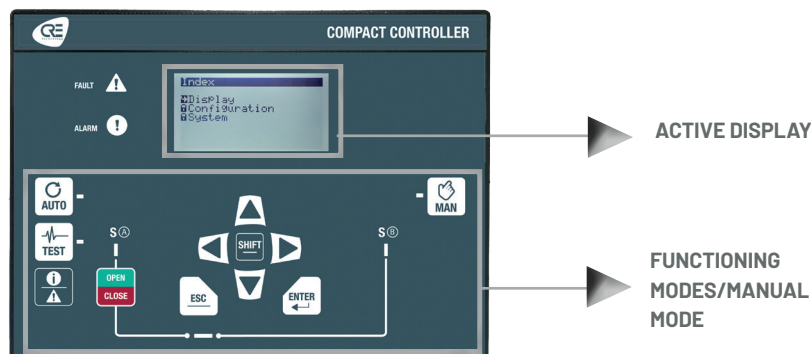 CRE
COMPACT CONTROLLER
FAULT
ALARM
Index
Display
Configuration
System
ACTIVE DISPLAY
AUTO
MAN
TEST
S A
S B
SHIFT
OPEN
CLOSE
ESC
ENTER
FUNCTIONING
MODES/MANUAL
MODE